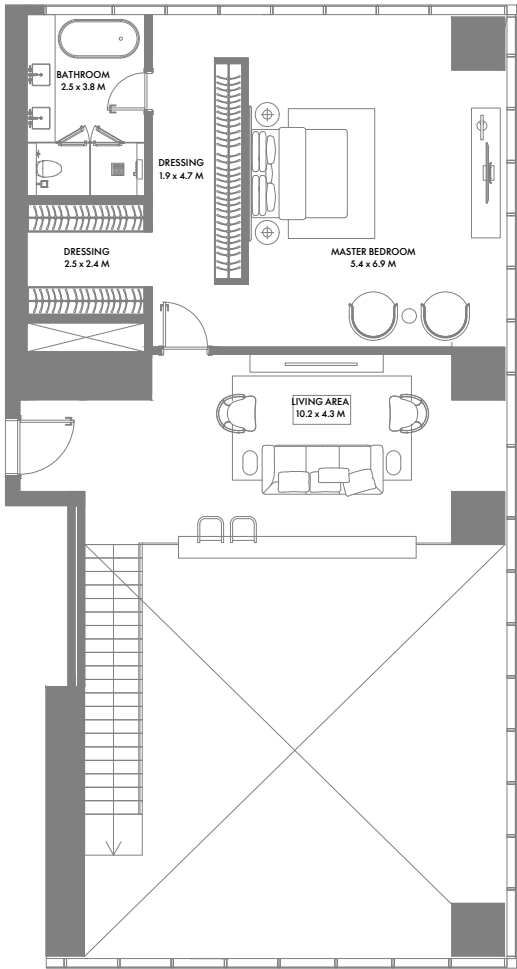 BATHROOM
2.5 x 3.8 M
DRESSING
1.9 x 4.7 M
DRESSING
2.5 x 2.4 M
MASTER BEDROOM
5.4 x 6.9 M
LIVING AREA
10.2 x 4.3 M